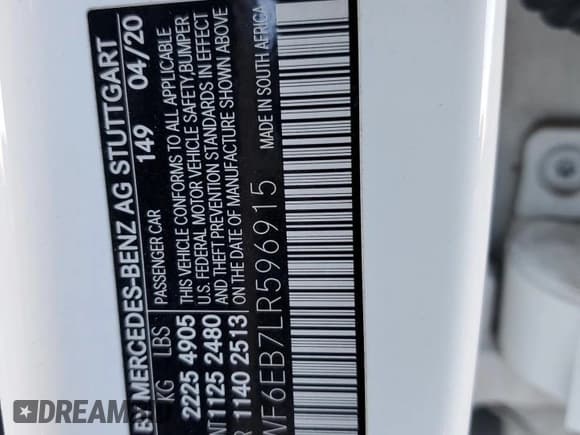 BY MERCEDES-BENZ AG STUTTGART
149 04/20
KG LBS PASSENGER CAR
2225 4905 THIS VEHICLE CONFORMS TO ALL APPLICABLE
U.S. FEDERAL MOTOR VEHICLE SAFETY,BUMPER
1125 2480 AND THEFT PREVENTION STANDARDS IN EFFECT
1140 2513 ON THE DATE OF MANUFACTURE SHOWN ABOVE
MADE IN SOUTH AFRICA
WF6EB7LR596915